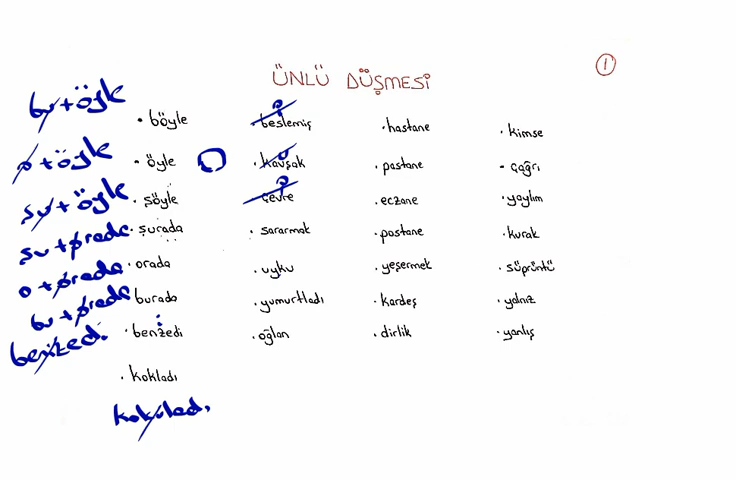 1
ÜNLÜ DÜŞMESİ
bu+öyle
• böyle
o+öyle
• öyle
şu+öyle
• söyle
şu+orada
• şurada
o+orada
• orada
bu+orada
burada
benizedi
• benzedi
• kokladı
kokuladı
• beslemiş
• kavşak
• çevre
• sararmak
• uyku
• yumurtladı
• oğlan
• hastane
• pastane
• eczane
• postane
• yeşermek
• kardeş
• dirlik
• kimse
- çağrı
• yaylım
• kurak
• süprüntü
• yalnız
• yanlış